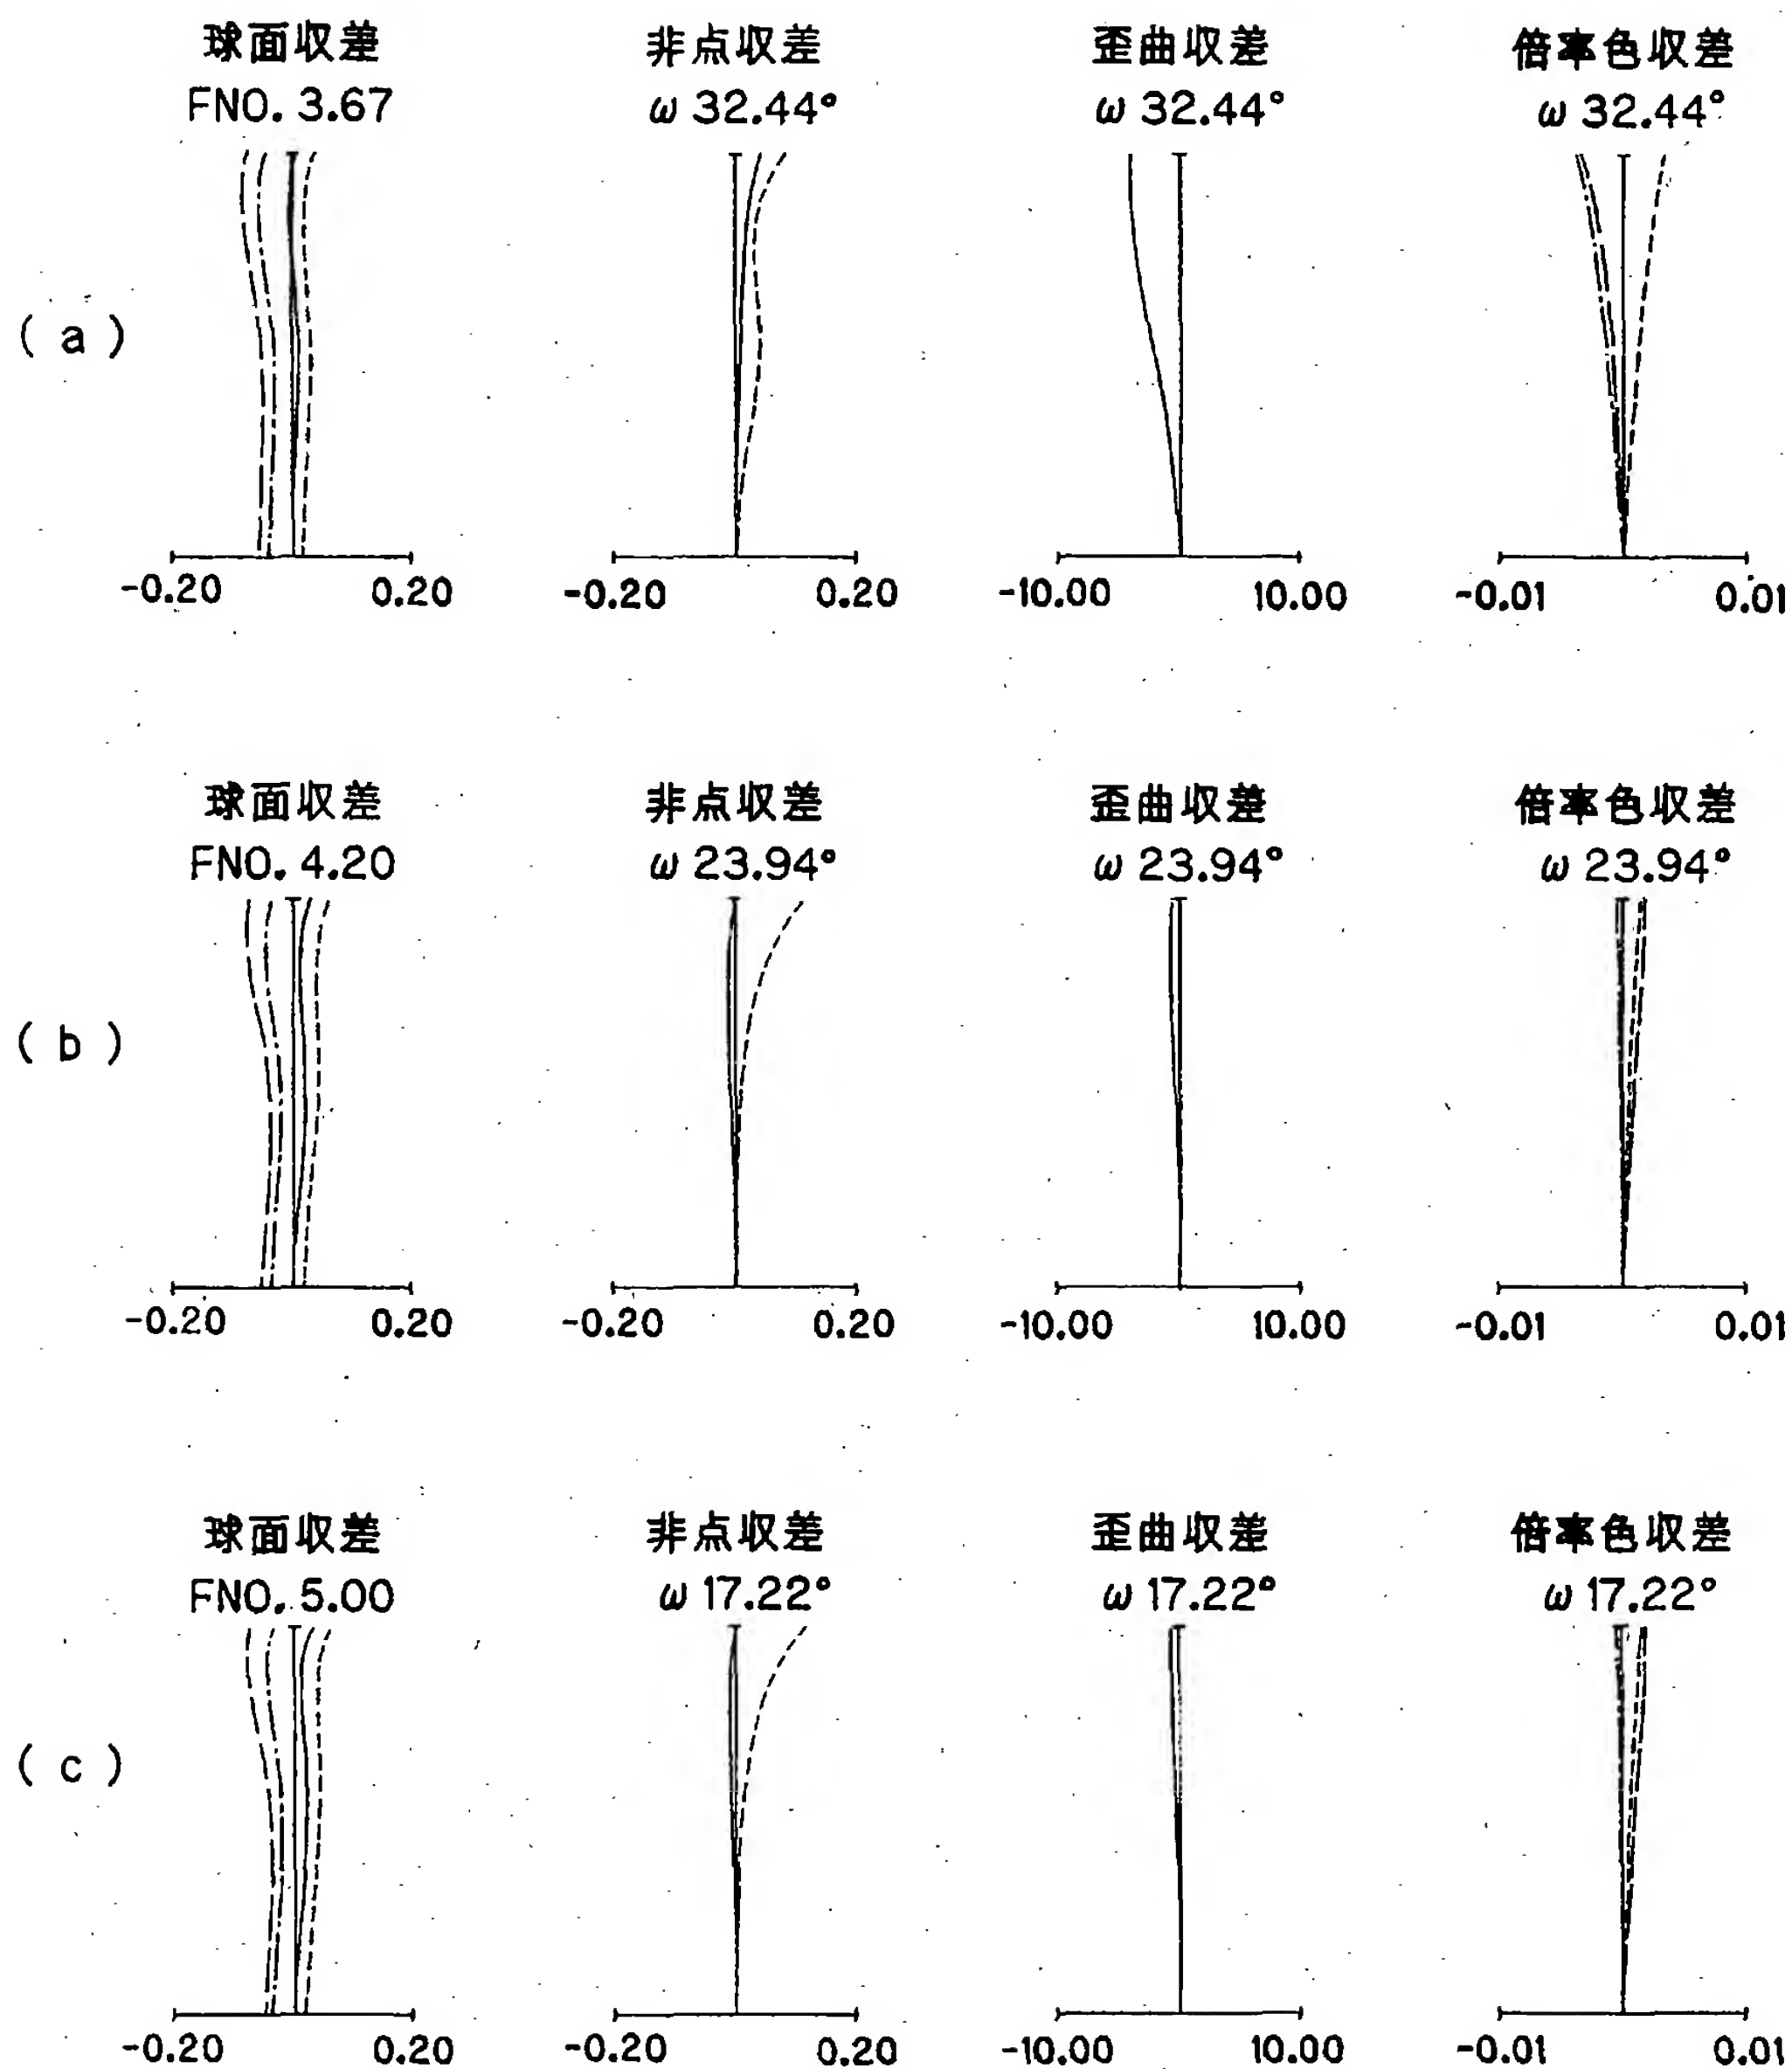 球面収差 非点収差 歪曲収差 倍率色収差
FNO. 3.67 ω 32.44° ω 32.44° ω 32.44°
( a )
-0.20 0.20 -0.20 0.20 -10.00 10.00 -0.01 0.01
球面収差 非点収差 歪曲収差 倍率色収差
FNO. 4.20 ω 23.94° ω 23.94° ω 23.94°
( b )
-0.20 0.20 -0.20 0.20 -10.00 10.00 -0.01 0.01
球面収差 非点収差 歪曲収差 倍率色収差
FNO. 5.00 ω 17.22° ω 17.22° ω 17.22°
( c )
-0.20 0.20 -0.20 0.20 -10.00 10.00 -0.01 0.01